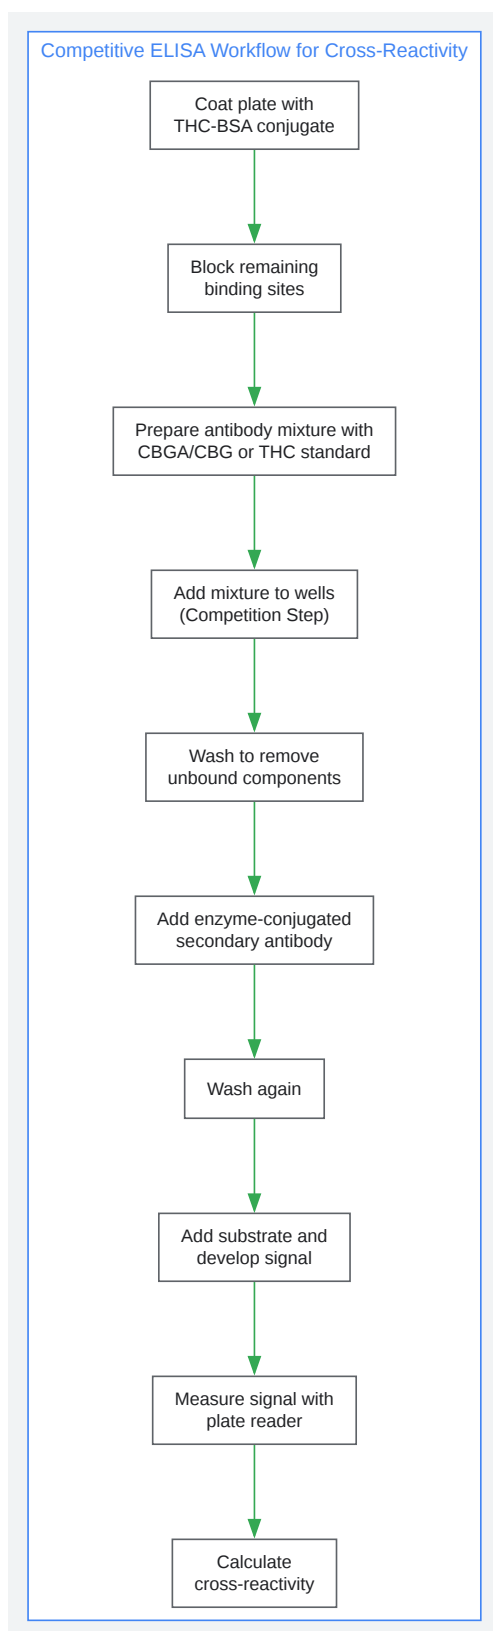 Competitive ELISA Workflow for Cross-Reactivity
Coat plate with
THC-BSA conjugate
Block remaining
binding sites
Prepare antibody mixture with
CBGA/CBG or THC standard
Add mixture to wells
(Competition Step)
Wash to remove
unbound components
Add enzyme-conjugated
secondary antibody
Wash again
Add substrate and
develop signal
Measure signal with
plate reader
Calculate
cross-reactivity